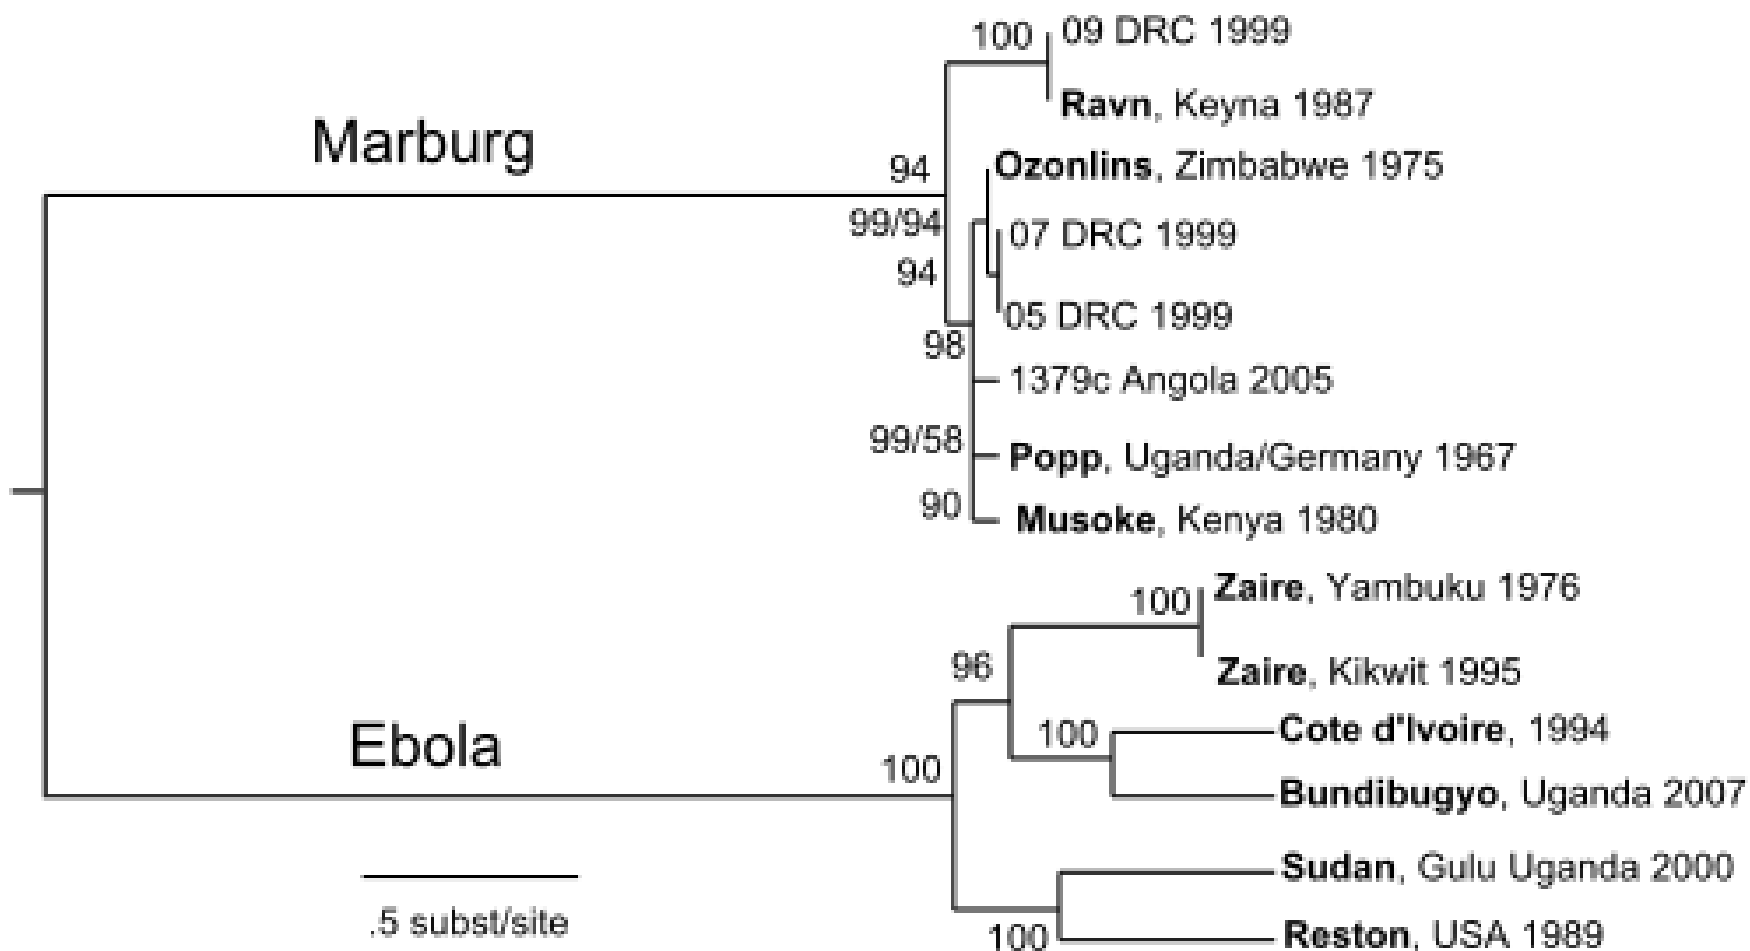 100
09 DRC 1999
Ravn, Keyna 1987
Marburg
94
Ozonlins, Zimbabwe 1975
99/94
07 DRC 1999
94
05 DRC 1999
98
1379c Angola 2005
99/58
Popp, Uganda/Germany 1967
90
Musoke, Kenya 1980
100
Zaire, Yambuku 1976
96
Zaire, Kikwit 1995
Ebola
100
Cote d'Ivoire, 1994
100
Bundibugyo, Uganda 2007
Sudan, Gulu Uganda 2000
.5 subst/site
100
Reston, USA 1989